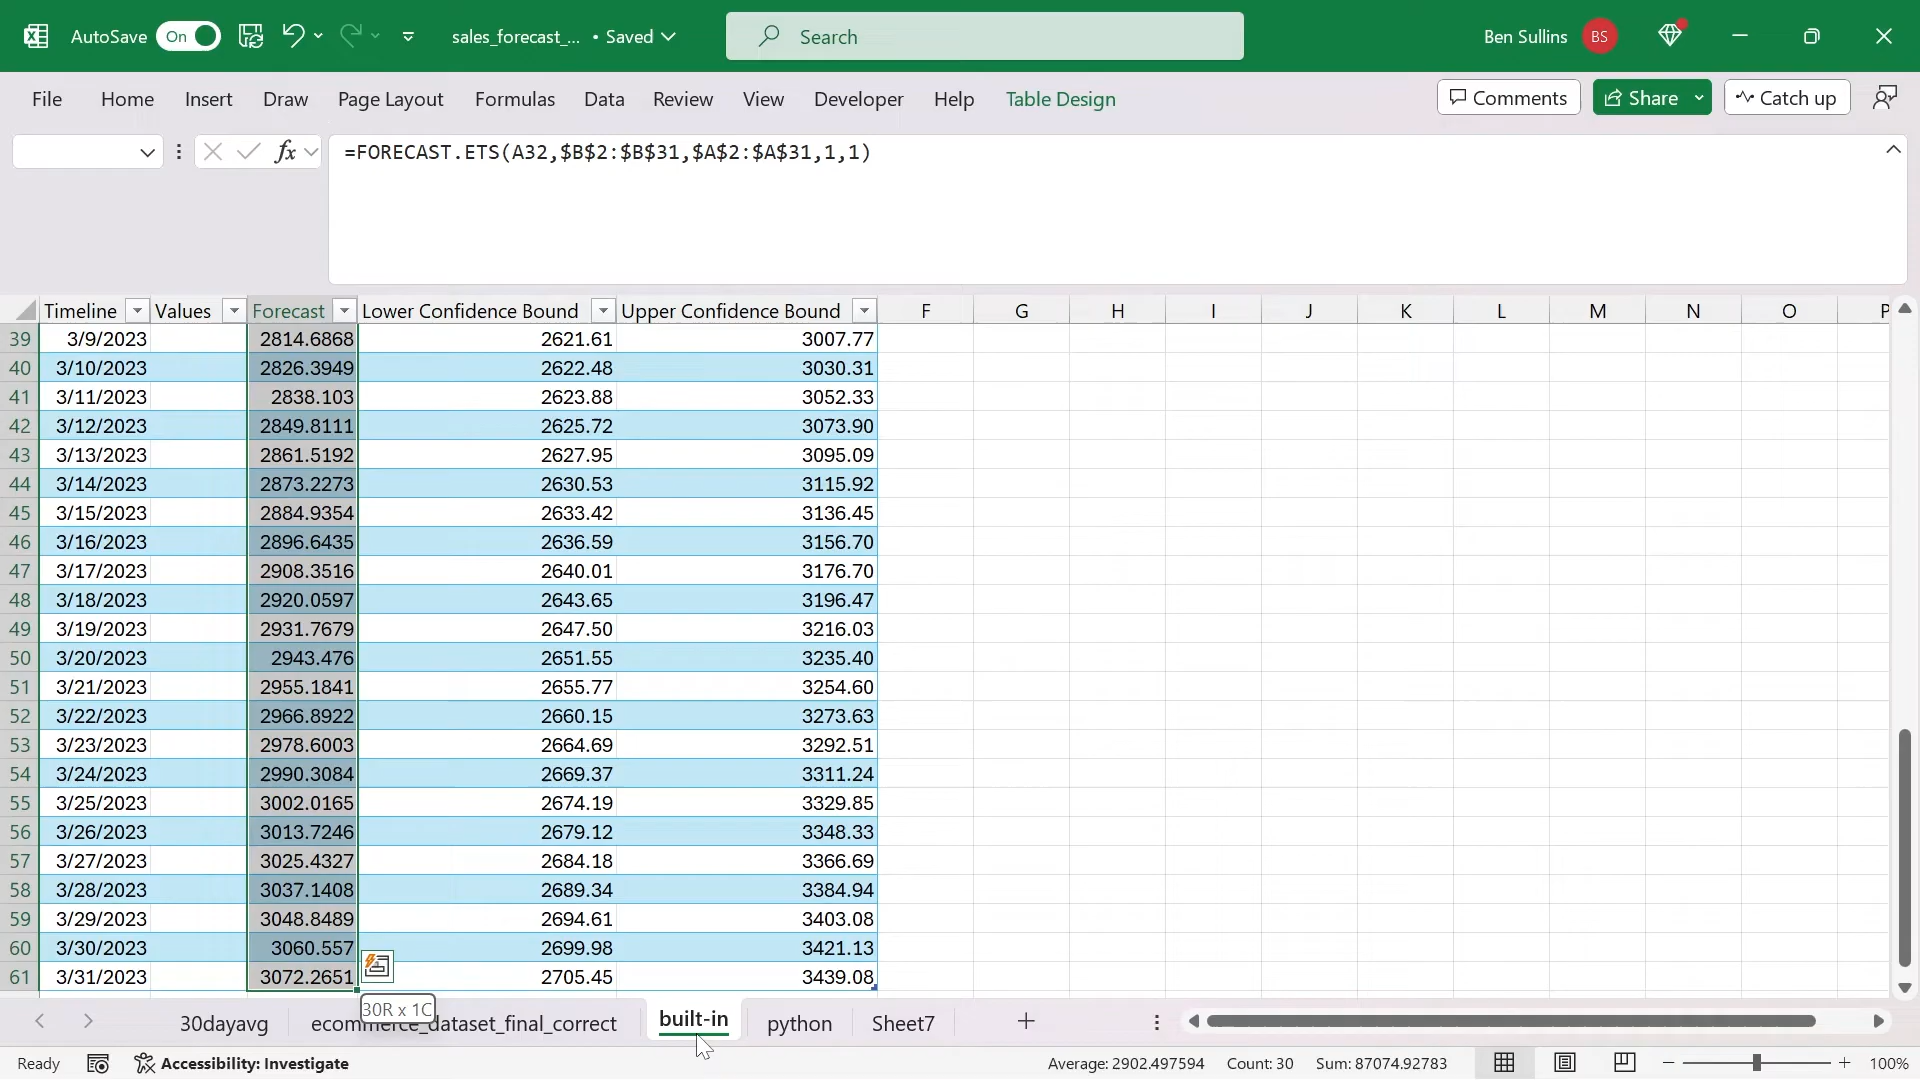 AutoSave On sales_forecast_... • Saved Search Ben Sullins BS
File Home Insert Draw Page Layout Formulas Data Review View Developer Help Table Design Comments Share Catch up
fx =FORECAST.ETS(A32,$B$2:$B$31,$A$2:$A$31,1,1)
Timeline Values Forecast Lower Confidence Bound Upper Confidence Bound F G H I J K L M N O P
39 3/9/2023 2814.6868 2621.61 3007.77
40 3/10/2023 2826.3949 2622.48 3030.31
41 3/11/2023 2838.103 2623.88 3052.33
42 3/12/2023 2849.8111 2625.72 3073.90
43 3/13/2023 2861.5192 2627.95 3095.09
44 3/14/2023 2873.2273 2630.53 3115.92
45 3/15/2023 2884.9354 2633.42 3136.45
46 3/16/2023 2896.6435 2636.59 3156.70
47 3/17/2023 2908.3516 2640.01 3176.70
48 3/18/2023 2920.0597 2643.65 3196.47
49 3/19/2023 2931.7679 2647.50 3216.03
50 3/20/2023 2943.476 2651.55 3235.40
51 3/21/2023 2955.1841 2655.77 3254.60
52 3/22/2023 2966.8922 2660.15 3273.63
53 3/23/2023 2978.6003 2664.69 3292.51
54 3/24/2023 2990.3084 2669.37 3311.24
55 3/25/2023 3002.0165 2674.19 3329.85
56 3/26/2023 3013.7246 2679.12 3348.33
57 3/27/2023 3025.4327 2684.18 3366.69
58 3/28/2023 3037.1408 2689.34 3384.94
59 3/29/2023 3048.8489 2694.61 3403.08
60 3/30/2023 3060.557 2699.98 3421.13
61 3/31/2023 3072.2651 2705.45 3439.08
30R x 1C
30dayavg ecommerce_dataset_final_correct built-in python Sheet7
Ready Accessibility: Investigate Average: 2902.497594 Count: 30 Sum: 87074.92783 100%